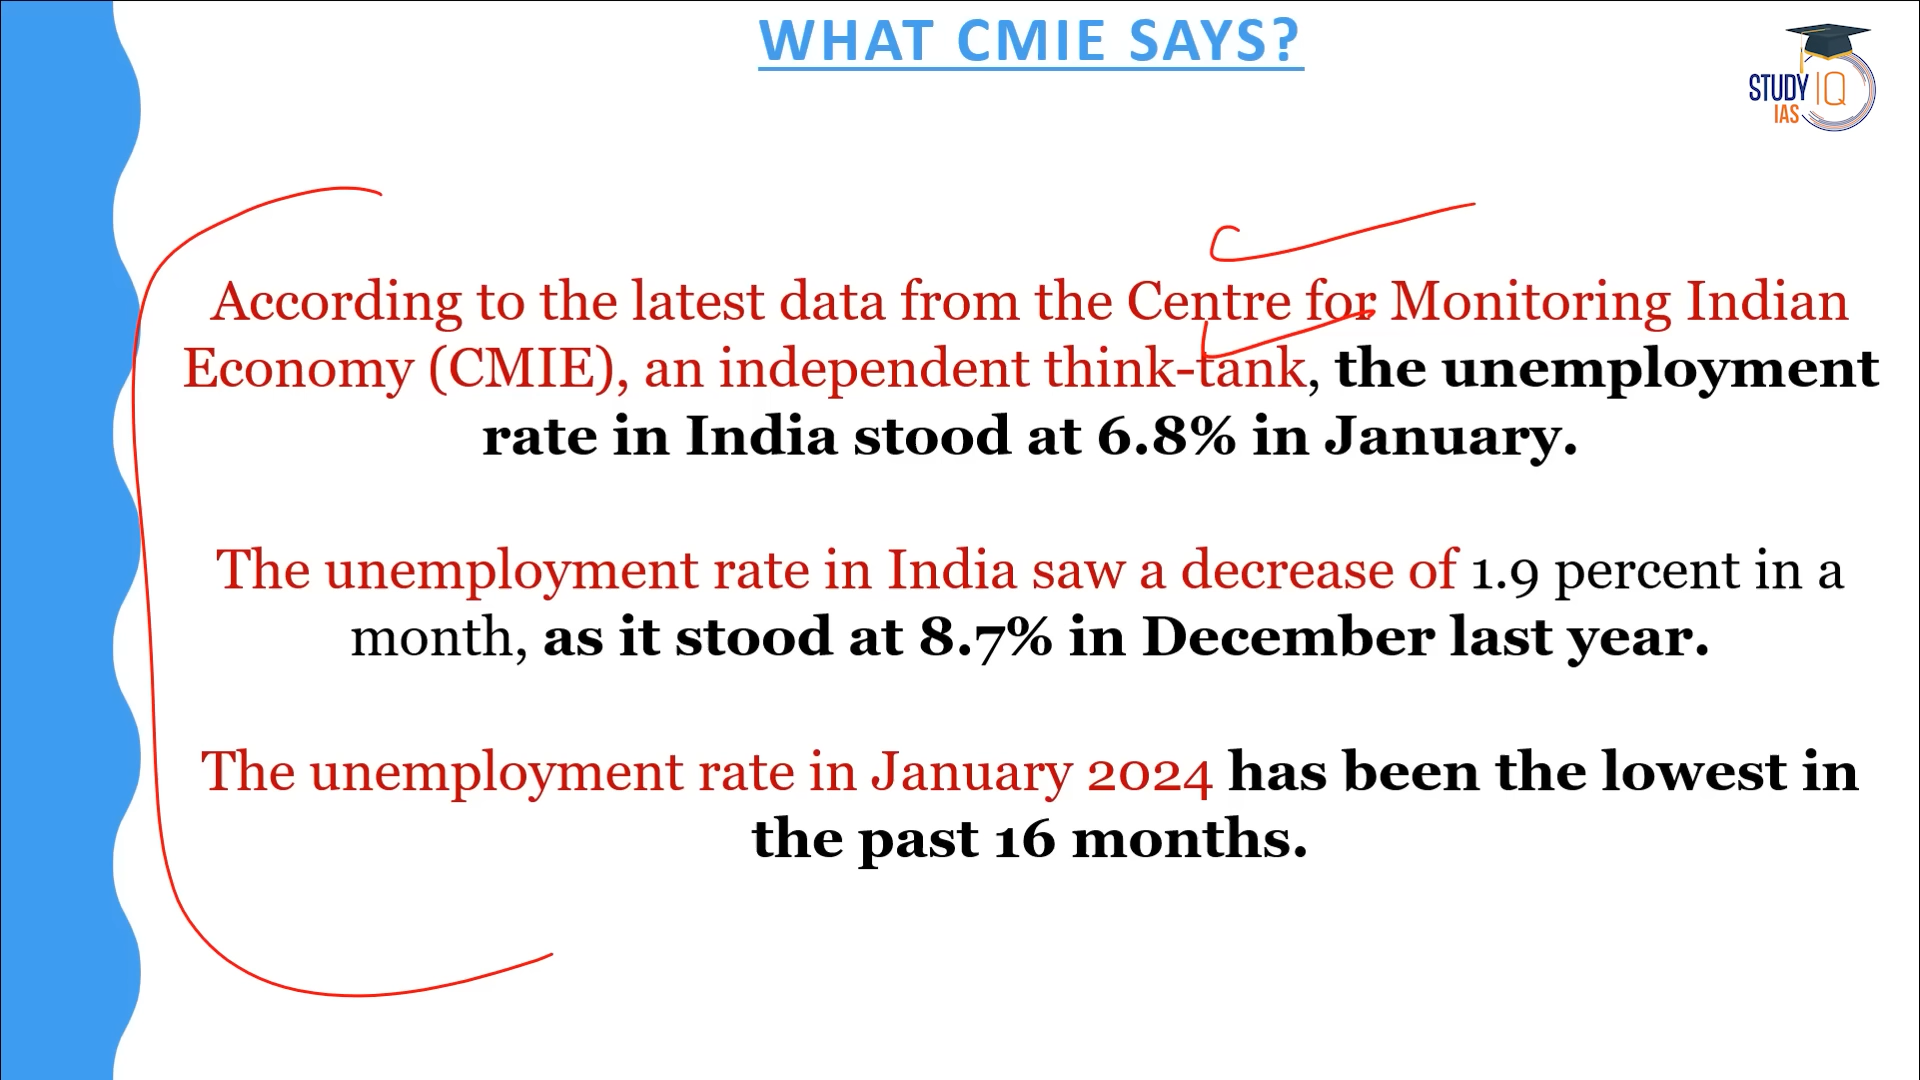 WHAT CMIE SAYS?
STUDY IQ
IAS
According to the latest data from the Centre for Monitoring Indian
Economy (CMIE), an independent think-tank, the unemployment
rate in India stood at 6.8% in January.
The unemployment rate in India saw a decrease of 1.9 percent in a
month, as it stood at 8.7% in December last year.
The unemployment rate in January 2024 has been the lowest in
the past 16 months.